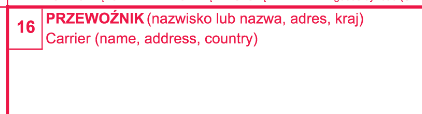 16
PRZEWOŹNIK (nazwisko lub nazwa, adres, kraj)
Carrier (name, address, country)